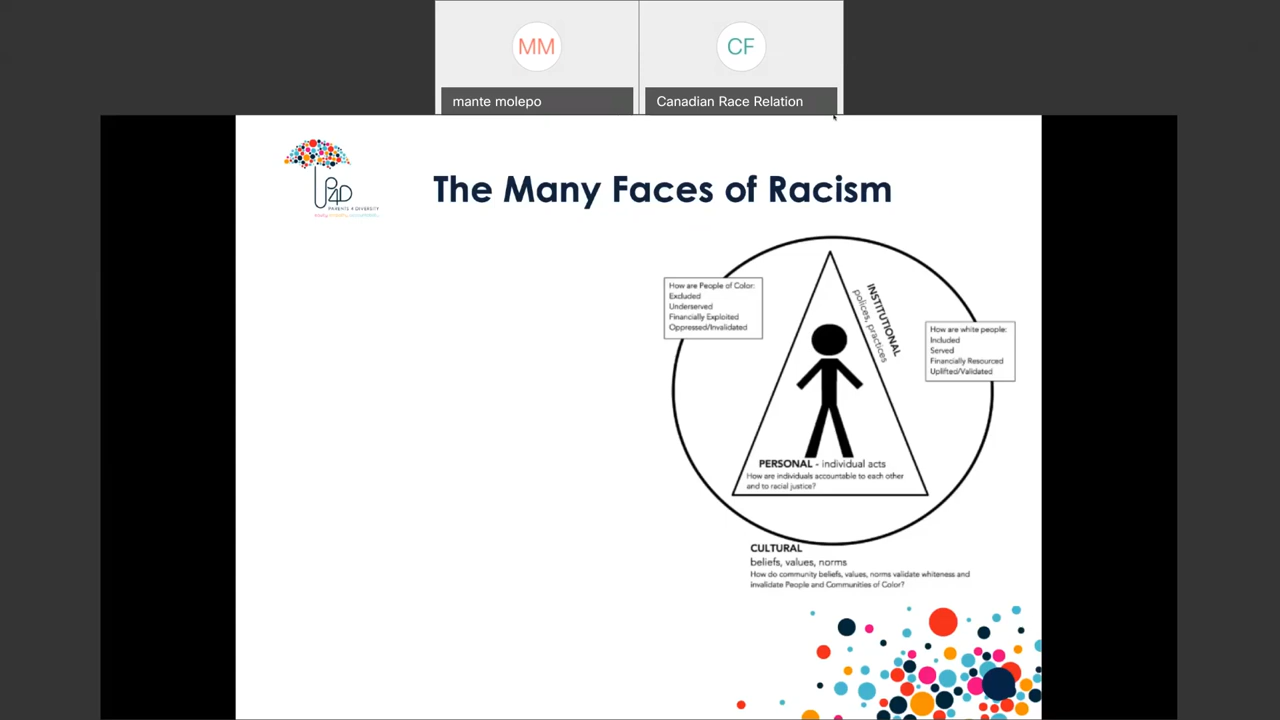 MM
CF
mante molepo
Canadian Race Relation
P4D
PARENTS 4 DIVERSITY
The Many Faces of Racism
How are People of Color:
Excluded
Underserved
Financially Exploited
Oppressed/Invalidated
INSTITUTIONAL
polices, practices
How are white people:
Included
Served
Financially Resourced
Uplifted/Validated
PERSONAL - individual acts
How are individuals accountable to each other
and to racial justice?
CULTURAL
beliefs, values, norms
How do community beliefs, values, norms validate whiteness and
invalidate People and Communities of Color?